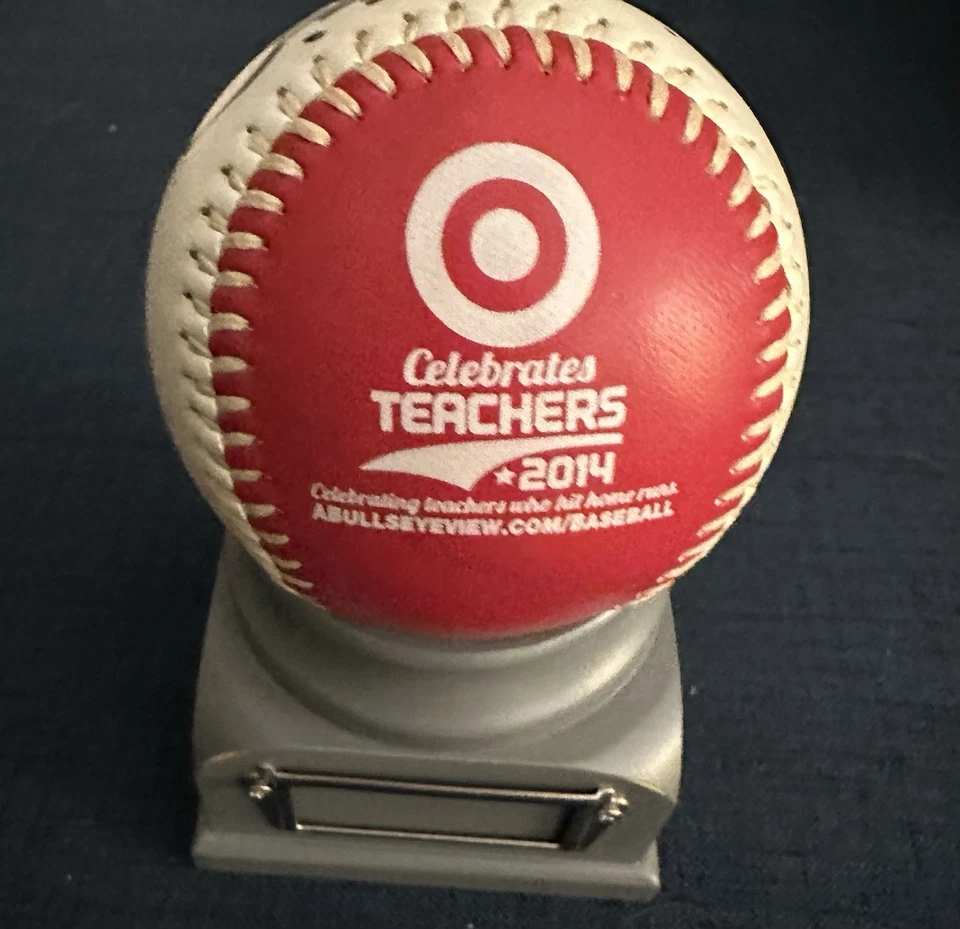 Celebrates
TEACHERS
★2014
Celebrating teachers who hit home runs.
ABULLSEYEVIEW.COM/BASEBALL